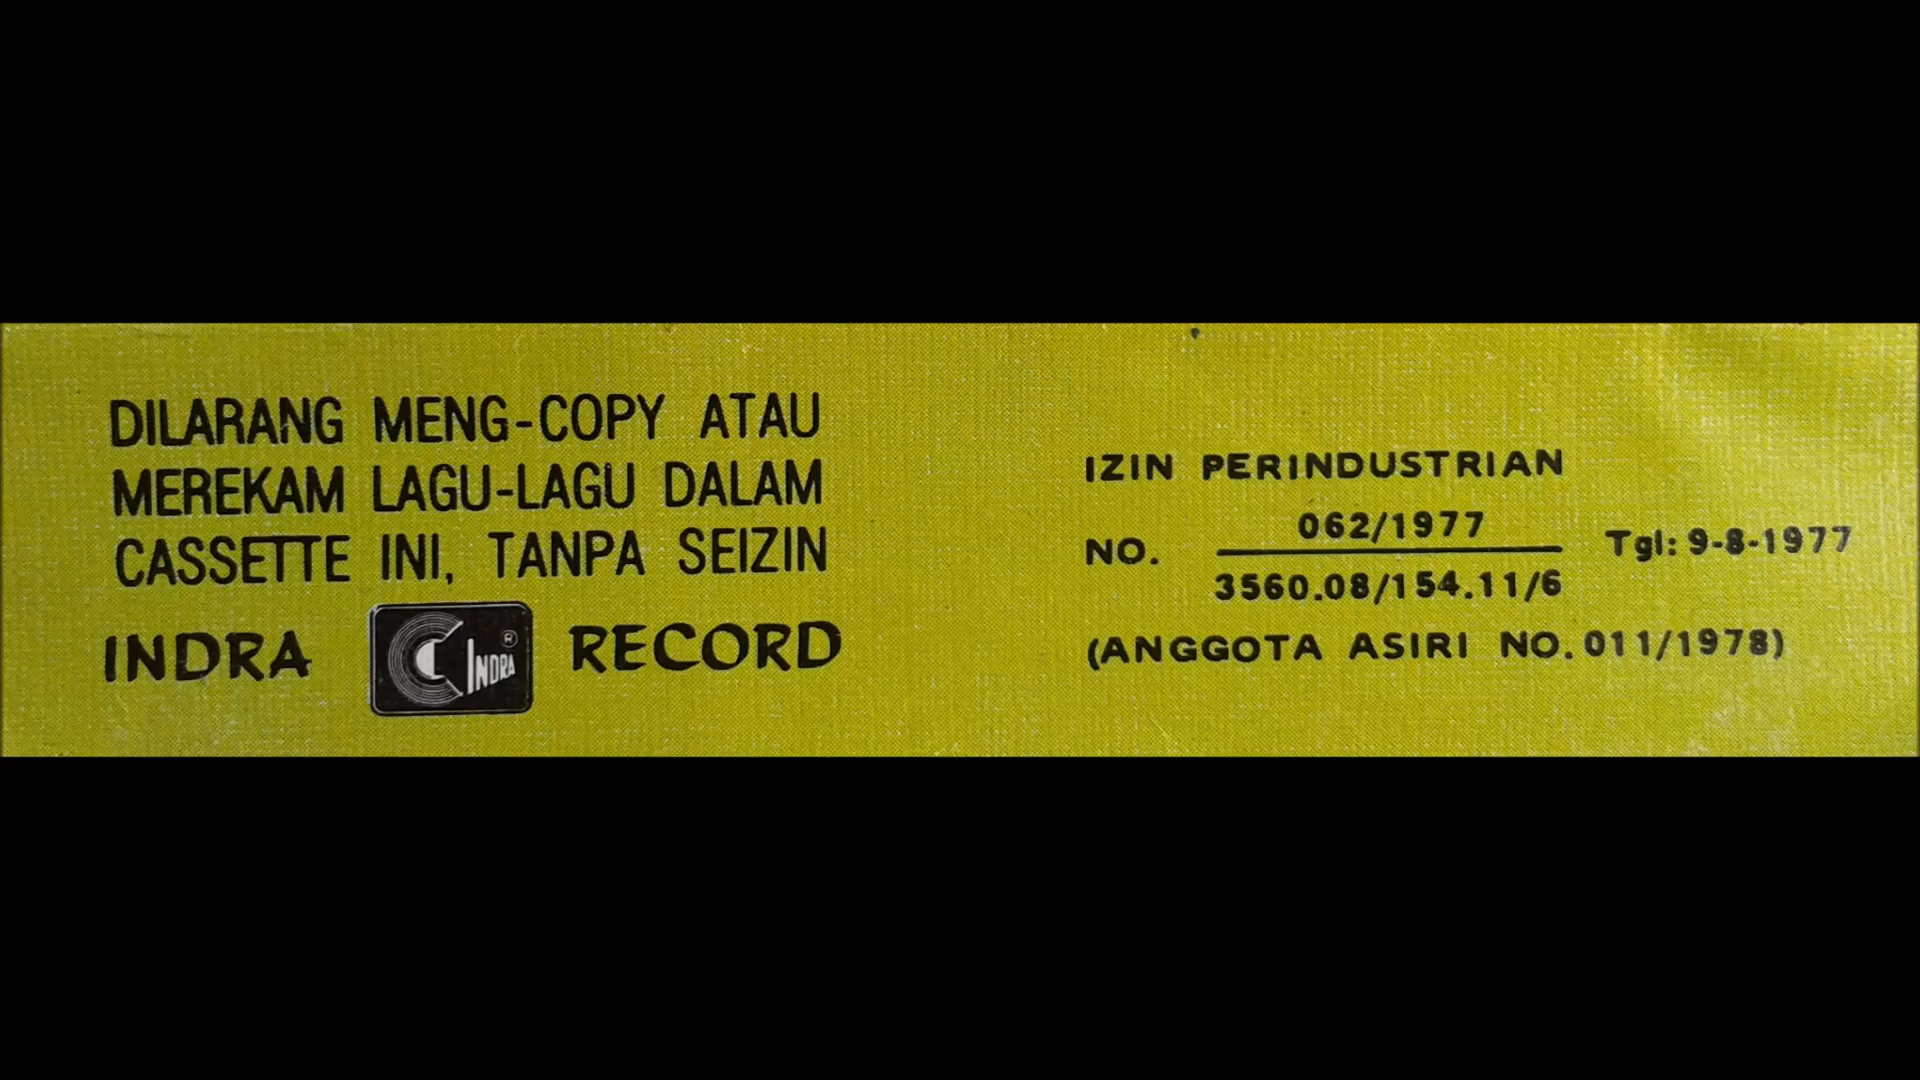 DILARANG MENG-COPY ATAU
MEREKAM LAGU-LAGU DALAM
CASSETTE INI, TANPA SEIZIN
INDRA INDRA ® RECORD
IZIN PERINDUSTRIAN
NO. 062/1977 Tgl: 9-8-1977
3560.08/154.11/6
(ANGGOTA ASIRI NO. 011/1978)